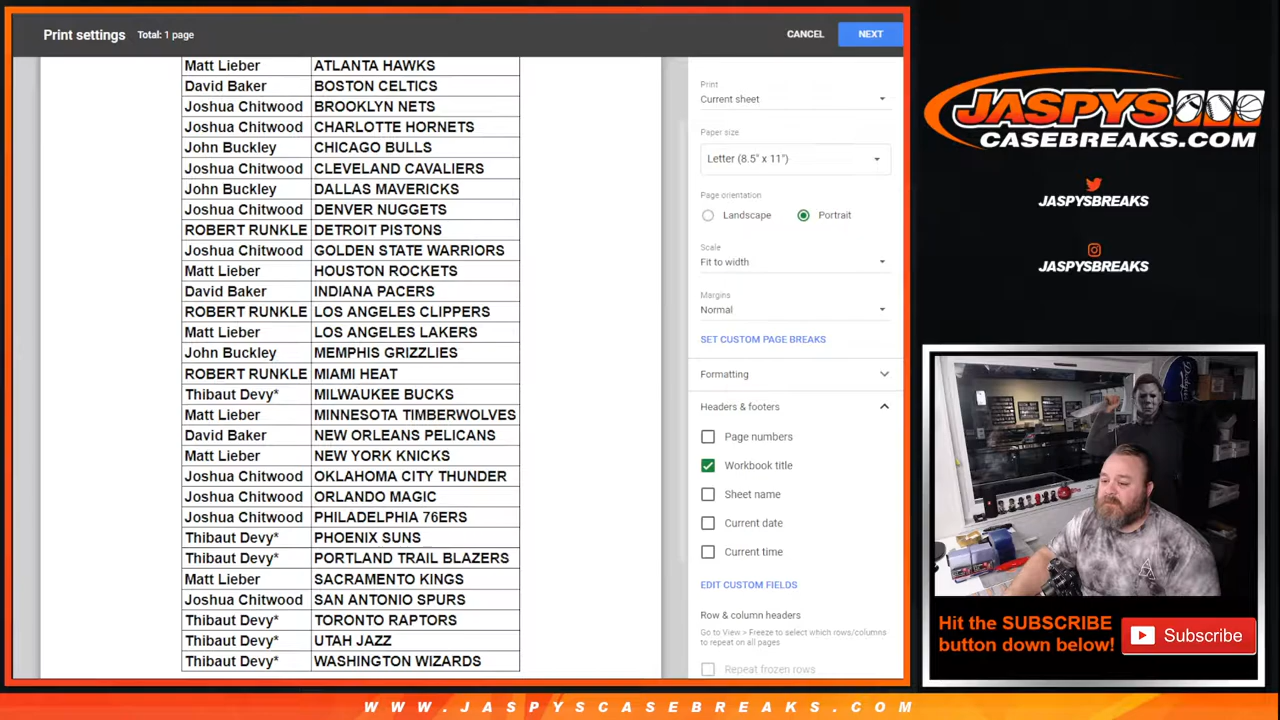 Print settings Total: 1 page CANCEL NEXT
Matt Lieber ATLANTA HAWKS
David Baker BOSTON CELTICS
Joshua Chitwood BROOKLYN NETS
Joshua Chitwood CHARLOTTE HORNETS
John Buckley CHICAGO BULLS
Joshua Chitwood CLEVELAND CAVALIERS
John Buckley DALLAS MAVERICKS
Joshua Chitwood DENVER NUGGETS
ROBERT RUNKLE DETROIT PISTONS
Joshua Chitwood GOLDEN STATE WARRIORS
Matt Lieber HOUSTON ROCKETS
David Baker INDIANA PACERS
ROBERT RUNKLE LOS ANGELES CLIPPERS
Matt Lieber LOS ANGELES LAKERS
John Buckley MEMPHIS GRIZZLIES
ROBERT RUNKLE MIAMI HEAT
Thibaut Devy* MILWAUKEE BUCKS
Matt Lieber MINNESOTA TIMBERWOLVES
David Baker NEW ORLEANS PELICANS
Matt Lieber NEW YORK KNICKS
Joshua Chitwood OKLAHOMA CITY THUNDER
Joshua Chitwood ORLANDO MAGIC
Joshua Chitwood PHILADELPHIA 76ERS
Thibaut Devy* PHOENIX SUNS
Thibaut Devy* PORTLAND TRAIL BLAZERS
Matt Lieber SACRAMENTO KINGS
Joshua Chitwood SAN ANTONIO SPURS
Thibaut Devy* TORONTO RAPTORS
Thibaut Devy* UTAH JAZZ
Thibaut Devy* WASHINGTON WIZARDS
Print
Current sheet
Paper size
Letter (8.5" x 11")
Page orientation
Landscape Portrait
Scale
Fit to width
Margins
Normal
SET CUSTOM PAGE BREAKS
Formatting
Headers & footers
Page numbers
Workbook title
Sheet name
Current date
Current time
EDIT CUSTOM FIELDS
Row & column headers
Go to View > Freeze to select which rows/columns
to repeat on all pages
Repeat frozen rows
JASPYS
CASEBREAKS.COM
JASPYSBREAKS
JASPYSBREAKS
Dodgers
Hit the SUBSCRIBE
button down below!
Subscribe
WWW.JASPYSCASEBREAKS.COM